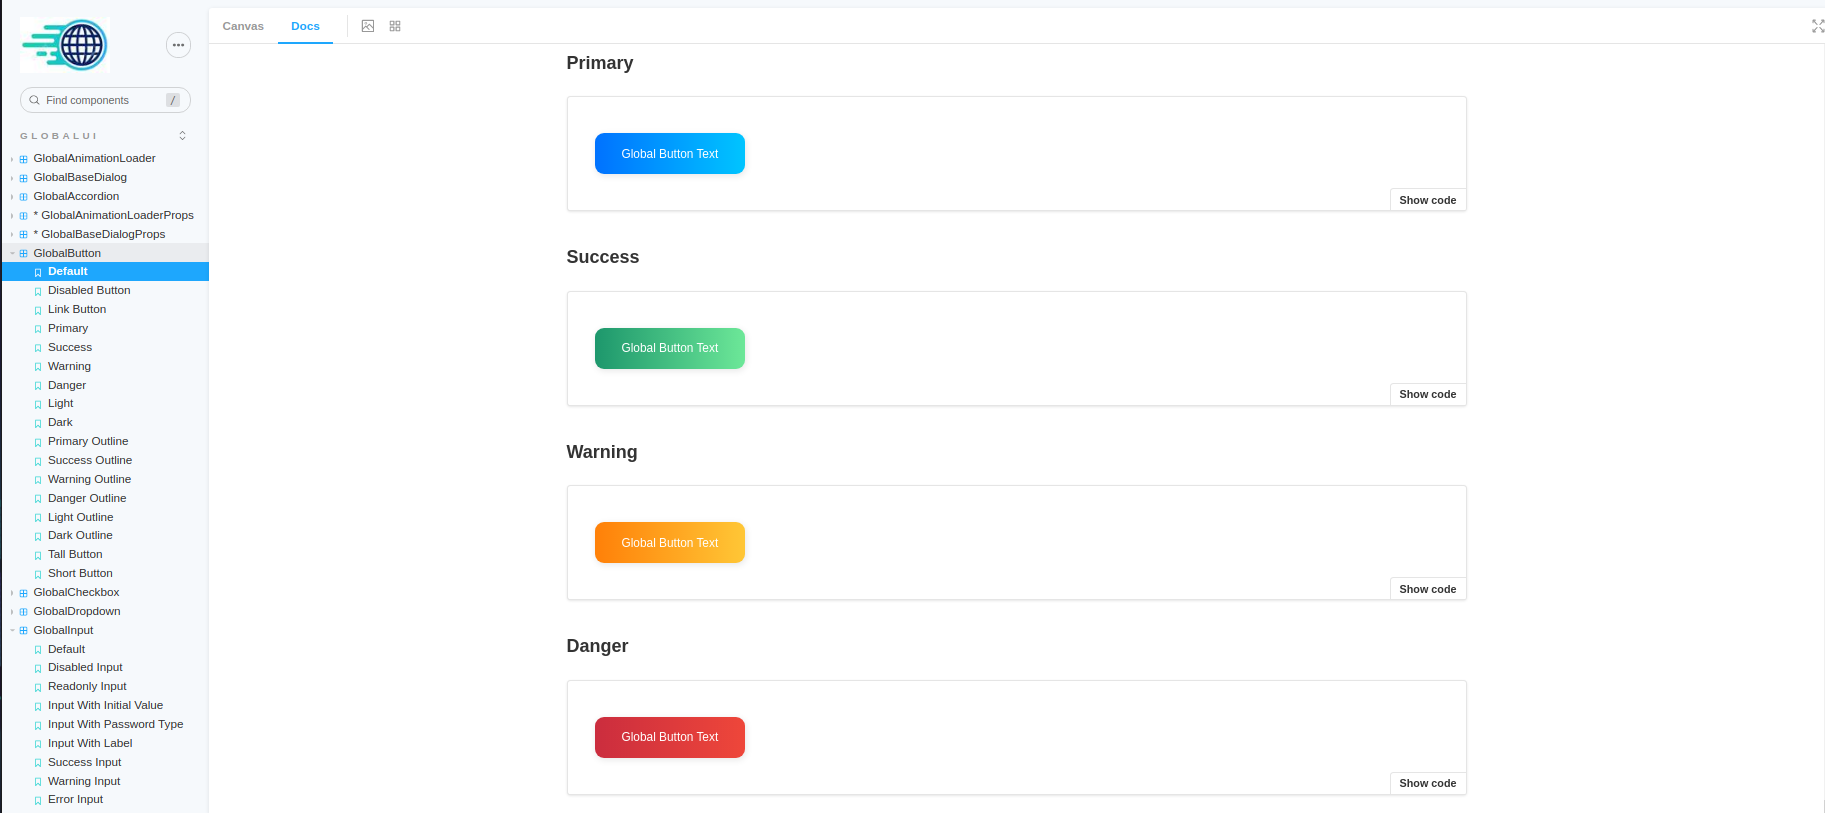 Canvas
Docs
Find components
/
GLOBALUI
GlobalAnimationLoader
GlobalBaseDialog
GlobalAccordion
* GlobalAnimationLoaderProps
* GlobalBaseDialogProps
GlobalButton
Default
Disabled Button
Link Button
Primary
Success
Warning
Danger
Light
Dark
Primary Outline
Success Outline
Warning Outline
Danger Outline
Light Outline
Dark Outline
Tall Button
Short Button
GlobalCheckbox
GlobalDropdown
GlobalInput
Default
Disabled Input
Readonly Input
Input With Initial Value
Input With Password Type
Input With Label
Success Input
Warning Input
Error Input
Primary
Global Button Text
Show code
Success
Global Button Text
Show code
Warning
Global Button Text
Show code
Danger
Global Button Text
Show code